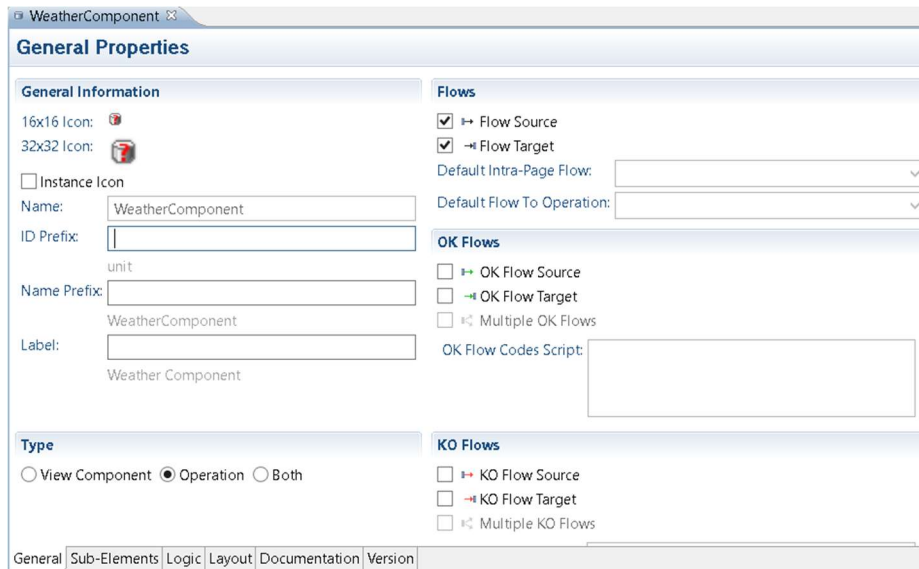 WeatherComponent
General Properties
General Information
16x16 Icon:
32x32 Icon:
Instance Icon
Name: WeatherComponent
ID Prefix:
unit
Name Prefix:
WeatherComponent
Label:
Weather Component
Type
View Component Operation Both
Flows
Flow Source
Flow Target
Default Intra-Page Flow:
Default Flow To Operation:
OK Flows
OK Flow Source
OK Flow Target
Multiple OK Flows
OK Flow Codes Script:
KO Flows
KO Flow Source
KO Flow Target
Multiple KO Flows
General Sub-Elements Logic Layout Documentation Version